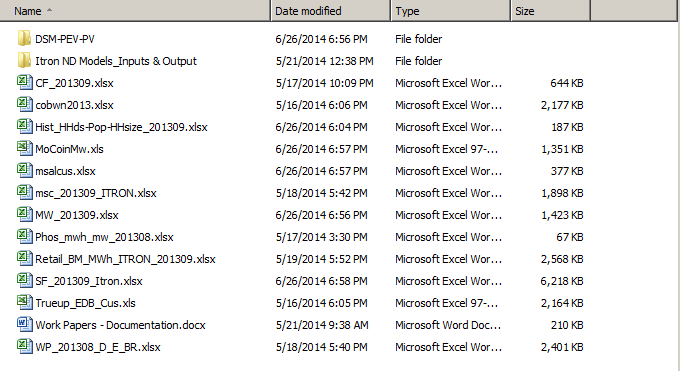 Name Date modified Type Size
DSM-PEV-PV 6/26/2014 6:56 PM File folder
Itron ND Models_Inputs & Output 5/21/2014 12:38 PM File folder
CF_201309.xlsx 5/17/2014 10:09 PM Microsoft Excel Wor... 644 KB
cobwn2013.xlsx 5/16/2014 6:06 PM Microsoft Excel Wor... 2,177 KB
Hist_HHds-Pop-HHsize_201309.xlsx 6/26/2014 6:04 PM Microsoft Excel Wor... 187 KB
MoCoinMw.xls 6/26/2014 6:57 PM Microsoft Excel 97-... 1,351 KB
msalcus.xlsx 6/26/2014 6:57 PM Microsoft Excel Wor... 377 KB
msc_201309_ITRON.xlsx 5/18/2014 5:42 PM Microsoft Excel Wor... 1,898 KB
MW_201309.xlsx 6/26/2014 6:56 PM Microsoft Excel Wor... 1,423 KB
Phos_mwh_mw_201308.xlsx 5/17/2014 3:30 PM Microsoft Excel Wor... 67 KB
Retail_BM_MWh_ITRON_201309.xlsx 5/19/2014 5:52 PM Microsoft Excel Wor... 2,568 KB
SF_201309_Itron.xlsx 6/26/2014 6:58 PM Microsoft Excel Wor... 6,218 KB
Trueup_EDB_Cus.xls 5/16/2014 6:05 PM Microsoft Excel 97-... 2,164 KB
Work Papers - Documentation.docx 5/21/2014 9:38 AM Microsoft Word Doc... 210 KB
WP_201308_D_E_BR.xlsx 5/18/2014 5:40 PM Microsoft Excel Wor... 2,401 KB